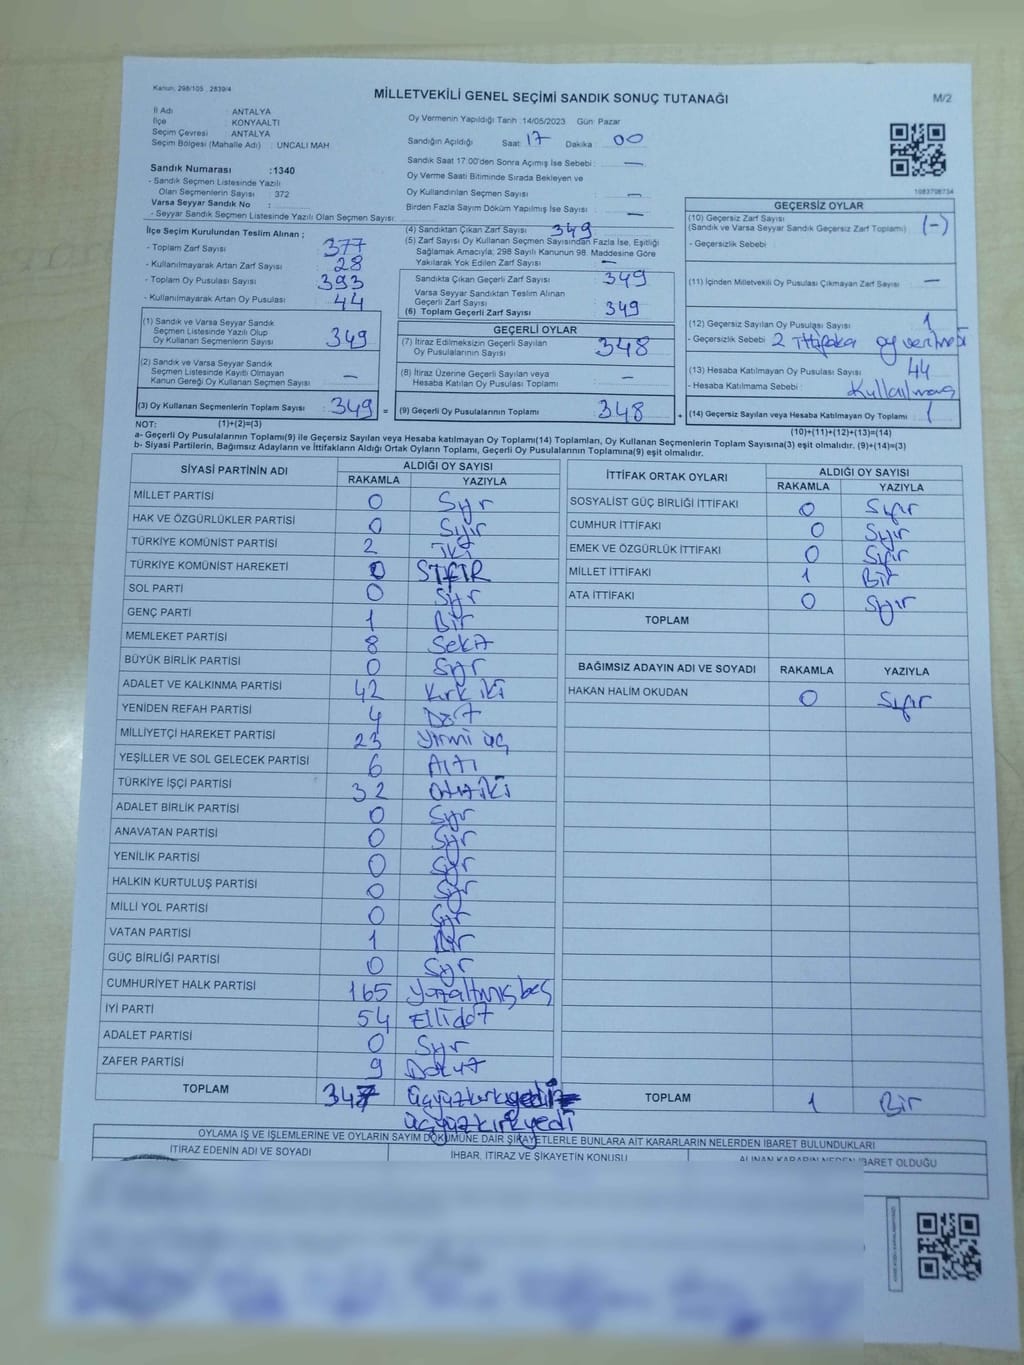 Kanun: 298/105 , 2839/4
MİLLETVEKİLİ GENEL SEÇİMİ SANDIK SONUÇ TUTANAĞI
M/2
İl Adı : ANTALYA
İlçe : KONYAALTI
Seçim Çevresi : ANTALYA
Seçim Bölgesi (Mahalle Adı) : UNCALI MAH
Sandık Numarası :1340
- Sandık Seçmen Listesinde Yazılı
Olan Seçmenlerin Sayısı : 372
Varsa Seyyar Sandık No :
- Seyyar Sandık Seçmen Listesinde Yazılı Olan Seçmen Sayısı:
Oy Vermenin Yapıldığı Tarih :14/05/2023 Gün: Pazar
Sandığın Açıldığı Saat: 17 Dakika 00
Sandık Saat 17:00'den Sonra Açımış İse Sebebi : —
Oy Verme Saati Bitiminde Sırada Bekleyen ve
Oy Kullandırılan Seçmen Sayısı : —
Birden Fazla Sayım Döküm Yapılmış İse Sayısı : —
1083798734
İlçe Seçim Kurulundan Teslim Alınan ;
- Toplam Zarf Sayısı : 377
- Kullanılmayarak Artan Zarf Sayısı : 28
- Toplam Oy Pusulası Sayısı : 393
- Kullanılmayarak Artan Oy Pusulası : 44
(1) Sandık ve Varsa Seyyar Sandık
Seçmen Listesinde Yazılı Olup
Oy Kullanan Seçmenlerin Sayısı : 349
(2) Sandık ve Varsa Seyyar Sandık
Seçmen Listesinde Kayıtlı Olmayan
Kanun Gereği Oy Kullanan Seçmen Sayısı : —
(3) Oy Kullanan Seçmenlerin Toplam Sayısı : 349 =
(1)+(2)=(3)
(4) Sandıktan Çıkan Zarf Sayısı : 349
(5) Zarf Sayısı Oy Kullanan Seçmen Sayısından Fazla İse, Eşitliği
Sağlamak Amacıyla; 298 Sayılı Kanunun 98. Maddesine Göre
Yakılarak Yok Edilen Zarf Sayısı : —
Sandıkta Çıkan Geçerli Zarf Sayısı : 349
Varsa Seyyar Sandıktan Teslim Alınan
Geçerli Zarf Sayısı :
(6) Toplam Geçerli Zarf Sayısı : 349
GEÇERLİ OYLAR
(7) İtiraz Edilmeksizin Geçerli Sayılan
Oy Pusulalarının Sayısı : 348
(8) İtiraz Üzerine Geçerli Sayılan veya
Hesaba Katılan Oy Pusulası Toplamı : —
(9) Geçerli Oy Pusulalarının Toplamı : 348 +
GEÇERSİZ OYLAR
(10) Geçersiz Zarf Sayısı : (-)
(Sandık ve Varsa Seyyar Sandık Geçersiz Zarf Toplamı)
- Geçersizlik Sebebi :
(11) İçinden Milletvekili Oy Pusulası Çıkmayan Zarf Sayısı : —
(12) Geçersiz Sayılan Oy Pusulası Sayısı : 1
- Geçersizlik Sebebi : 2 ittifaka oy
(13) Hesaba Katılmayan Oy Pusulası Sayısı : 44
- Hesaba Katılmama Sebebi :
(14) Geçersiz Sayılan veya Hesaba Katılmayan Oy Toplamı : 1
(10)+(11)+(12)+(13)=(14)
NOT:
a- Geçerli Oy Pusulalarının Toplamı(9) ile Geçersiz Sayılan veya Hesaba katılmayan Oy Toplamı(14) Toplamları, Oy Kullanan Seçmenlerin Toplam Sayısına(3) eşit olmalıdır. (9)+(14)=(3)
b- Siyasi Partilerin, Bağımsız Adayların ve İttifakların Aldığı Ortak Oyların Toplamı, Geçerli Oy Pusulalarının Toplamına(9) eşit olmalıdır.
SİYASİ PARTİNİN ADI ALDIĞI OY SAYISI
RAKAMLA YAZIYLA
MİLLET PARTİSİ 0 Sıfır
HAK VE ÖZGÜRLÜKLER PARTİSİ 0 Sıfır
TÜRKİYE KOMÜNİST PARTİSİ 2 İki
TÜRKİYE KOMÜNİST HAREKETİ 0 SIFIR
SOL PARTİ 0 Sıfır
GENÇ PARTİ 1 Bir
MEMLEKET PARTİSİ 8 Sekiz
BÜYÜK BİRLİK PARTİSİ 0 Sıfır
ADALET VE KALKINMA PARTİSİ 42 Kırk iki
YENİDEN REFAH PARTİSİ 4 Dört
MİLLİYETÇİ HAREKET PARTİSİ 23 Yirmi üç
YEŞİLLER VE SOL GELECEK PARTİSİ 6 Altı
TÜRKİYE İŞÇİ PARTİSİ 32 Otuziki
ADALET BİRLİK PARTİSİ 0 Sıfır
ANAVATAN PARTİSİ 0 Sıfır
YENİLİK PARTİSİ 0 Sıfır
HALKIN KURTULUŞ PARTİSİ 0 Sıfır
MİLLİ YOL PARTİSİ 0 Sıfır
VATAN PARTİSİ 1 Bir
GÜÇ BİRLİĞİ PARTİSİ 0 Sıfır
CUMHURİYET HALK PARTİSİ 165 Yüzaltmışbeş
İYİ PARTİ 54 Ellidört
ADALET PARTİSİ 0 Sıfır
ZAFER PARTİSİ 9 Dokuz
TOPLAM 347 üçyüzkırkyedi
üçyüzkırkyedi
İTTİFAK ORTAK OYLARI ALDIĞI OY SAYISI
RAKAMLA YAZIYLA
SOSYALİST GÜÇ BİRLİĞİ İTTİFAKI 0 Sıfır
CUMHUR İTTİFAKI 0 Sıfır
EMEK VE ÖZGÜRLÜK İTTİFAKI 0 Sıfır
MİLLET İTTİFAKI 1 Bir
ATA İTTİFAKI 0 Sıfır
TOPLAM
BAĞIMSIZ ADAYIN ADI VE SOYADI RAKAMLA YAZIYLA
HAKAN HALİM OKUDAN 0 Sıfır
TOPLAM 1 Bir
OYLAMA İŞ VE İŞLEMLERİNE VE OYLARIN SAYIM DÖKÜMÜNE DAİR ŞİKAYETLERLE BUNLARA AİT KARARLARIN NELERDEN İBARET BULUNDUKLARI
İTİRAZ EDENİN ADI VE SOYADI İHBAR, İTİRAZ VE ŞİKAYETİN KONUSU ALINAN KARARIN NEDEN İBARET OLDUĞU